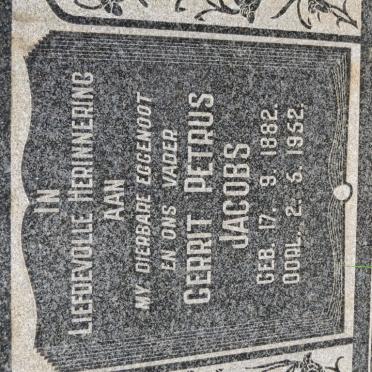 IN
LIEFDEVOLLE HERINNERING
AAN
MY DIERBARE EGGENOOT
EN ONS VADER
GERRIT PETRUS
JACOBS
GEB. 17. 9. 1882.
OORL. 2. 5. 1952.